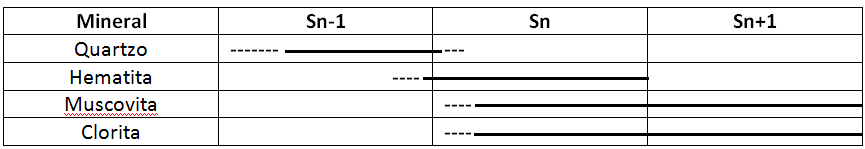 Mineral Sn-1 Sn Sn+1
Quartzo
Hematita
Muscovita
Clorita